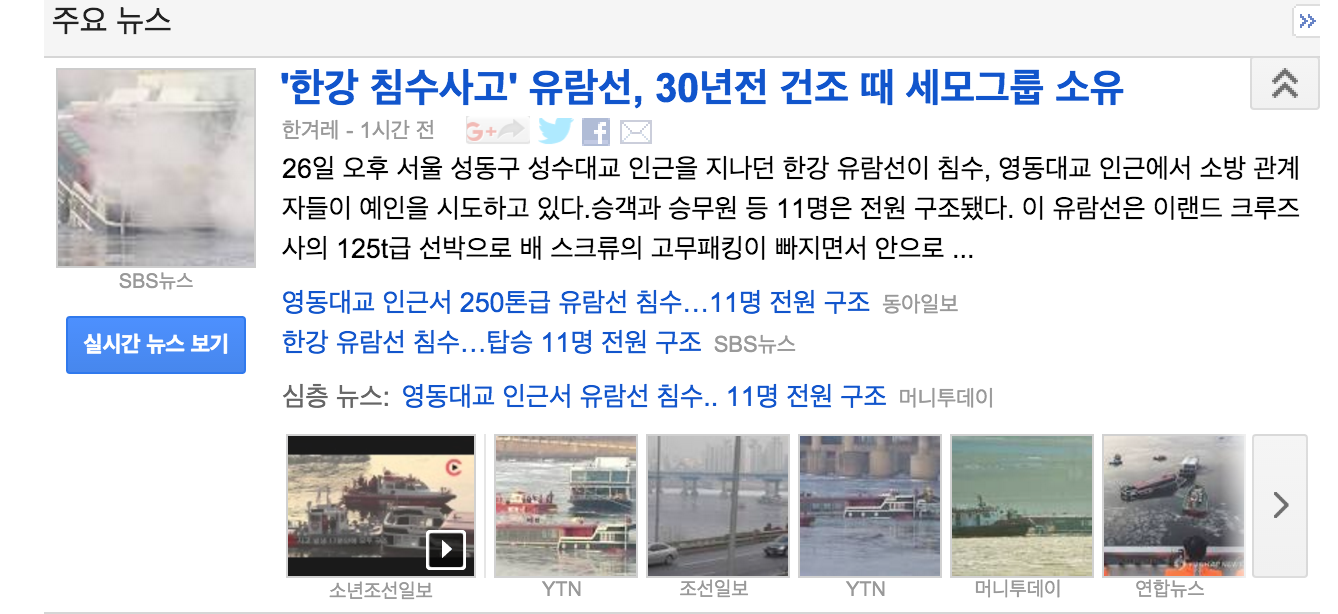 주요 뉴스
'한강 침수사고' 유람선, 30년전 건조 때 세모그룹 소유
한겨레 - 1시간 전
G+
26일 오후 서울 성동구 성수대교 인근을 지나던 한강 유람선이 침수, 영동대교 인근에서 소방 관계
자들이 예인을 시도하고 있다.승객과 승무원 등 11명은 전원 구조됐다. 이 유람선은 이랜드 크루즈
사의 125t급 선박으로 배 스크류의 고무패킹이 빠지면서 안으로 ...
SBS뉴스
영동대교 인근서 250톤급 유람선 침수…11명 전원 구조 동아일보
실시간 뉴스 보기
한강 유람선 침수…탑승 11명 전원 구조 SBS뉴스
심층 뉴스: 영동대교 인근서 유람선 침수.. 11명 전원 구조 머니투데이
소년조선일보
YTN
조선일보
YTN
머니투데이
연합뉴스